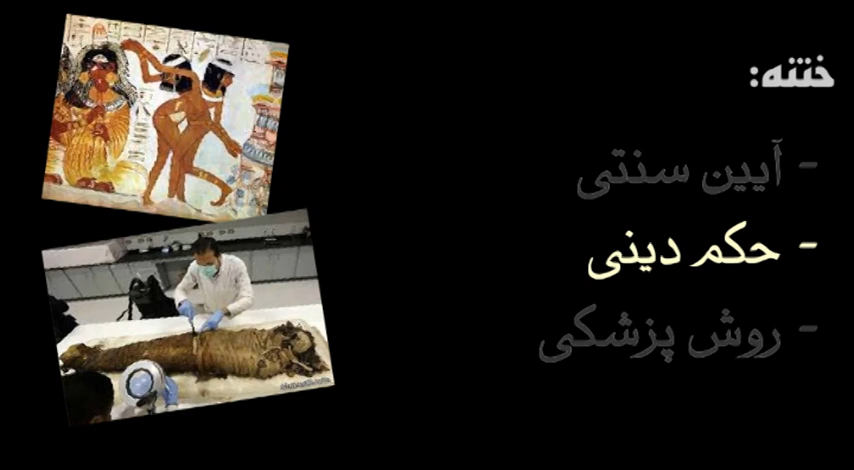 ختنه:
- آیین سنتی
- حکم دینی
- روش پزشکی